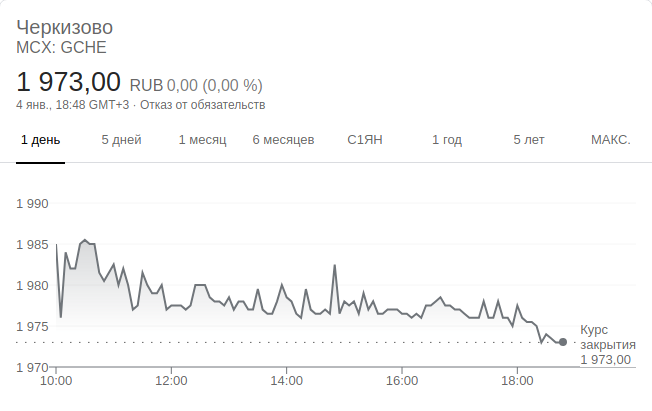 Черкизово
MCX: GCHE
1 973,00 RUB 0,00 (0,00 %)
4 янв., 18:48 GMT+3 · Отказ от обязательств
1 день 5 дней 1 месяц 6 месяцев С1ЯН 1 год 5 лет МАКС.
1 990
1 985
1 980
1 975
1 970
Курс
закрытия
1 973,00
10:00 12:00 14:00 16:00 18:00